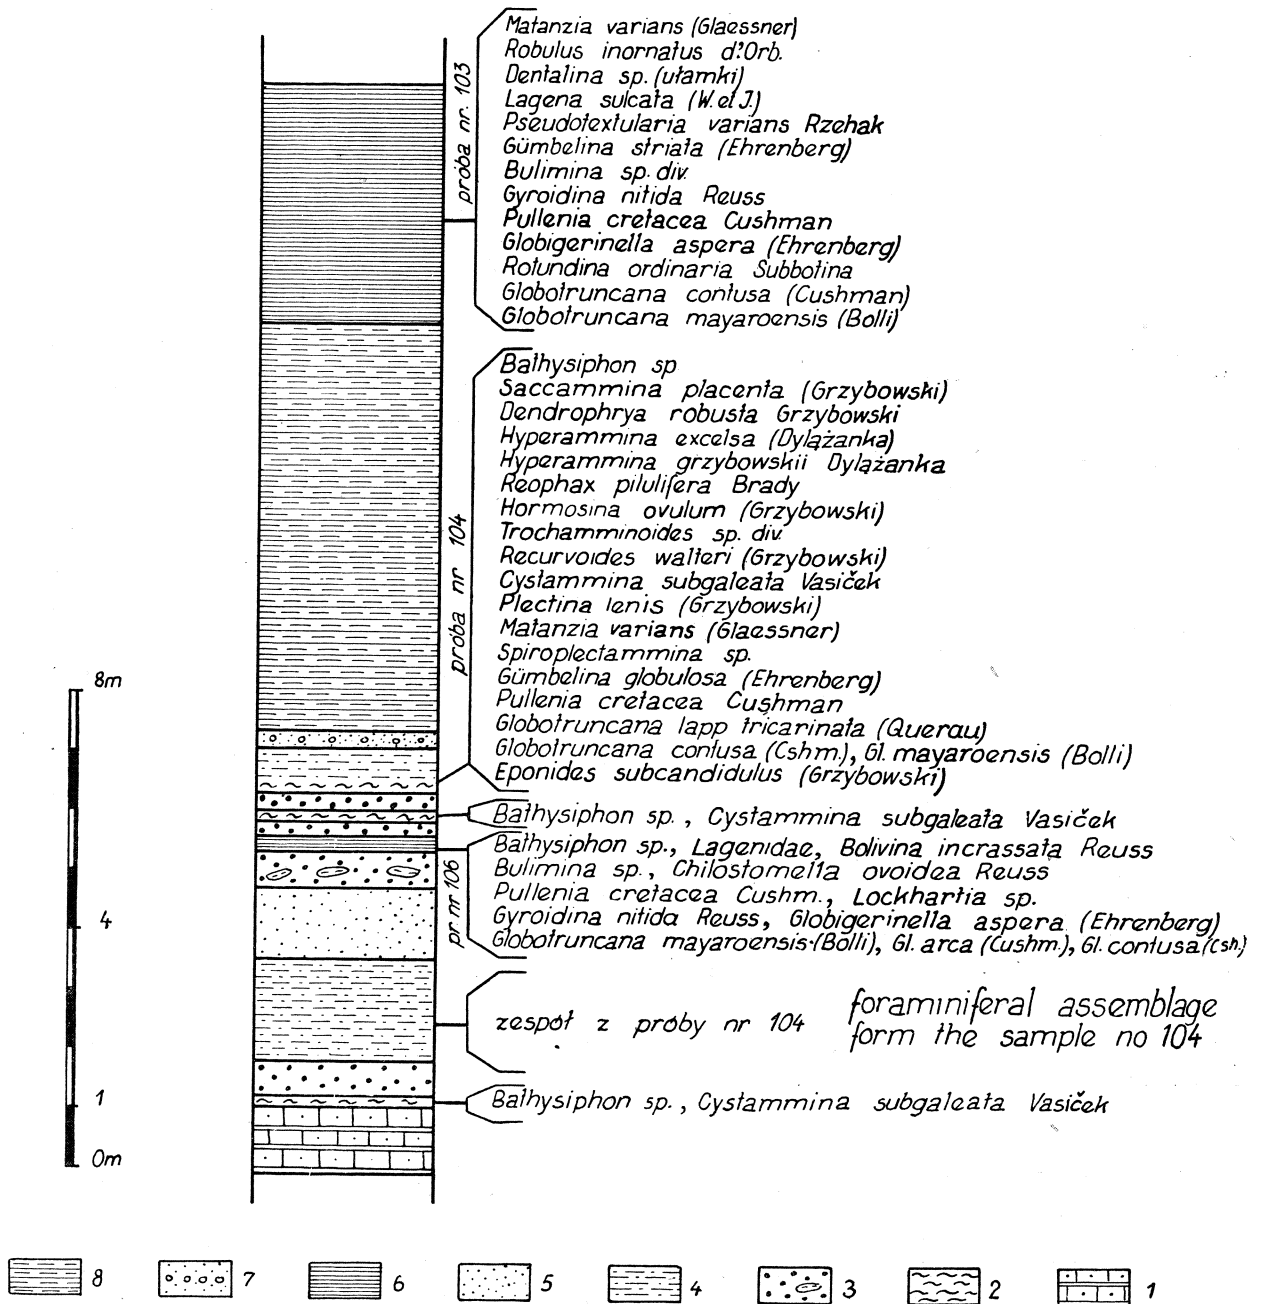 Matanzia varians (Glaessner)
Robulus inornatus d'Orb.
Dentalina sp. (ułamki)
Lagena sulcata (W. et J.)
Pseudotextularia varians Rzehak
Gümbelina striata (Ehrenberg)
Bulimina sp. div.
Gyroidina nitida Reuss
Pullenia cretacea Cushman
Globigerinella aspera (Ehrenberg)
Rotundina ordinaria Subbotina
Globotruncana contusa (Cushman)
Globotruncana mayaroensis (Bolli)
próba nr. 103
Bathysiphon sp
Saccammina placenta (Grzybowski)
Dendrophrya robusta Grzybowski
Hyperammina excelsa (Dylążanka)
Hyperammina grzybowskii Dylążanka
Reophax pilulifera Brady
Hormosina ovulum (Grzybowski)
Trochamminoides sp. div.
Recurvoides walteri (Grzybowski)
Cystammina subgaleata Vasiček
Plectina lenis (Grzybowski)
Matanzia varians (Glaessner)
Spiroplectammina sp.
Gümbelina globulosa (Ehrenberg)
Pullenia cretacea Cushman
Globotruncana lapp tricarinata (Querau)
Globotruncana contusa (Cshm.), Gl. mayaroensis (Bolli)
Eponides subcandidulus (Grzybowski)
próba nr 104
Bathysiphon sp., Cystammina subgaleata Vasiček
Bathysiphon sp., Lagenidae, Bolivina incrassata Reuss
Bulimina sp., Chilostomella ovoidea Reuss
Pullenia cretacea Cushm., Lockhartia sp.
Gyroidina nitida Reuss, Globigerinella aspera (Ehrenberg)
Globotruncana mayaroensis (Bolli), Gl. arca (Cushm.), Gl. contusa (Csh.)
pr. nr 106
zespół z próby nr 104
foraminiferal assemblage
form the sample no 104
Bathysiphon sp., Cystammina subgaleata Vasiček
8m
4
1
0m
8 7 6 5 4 3 2 1